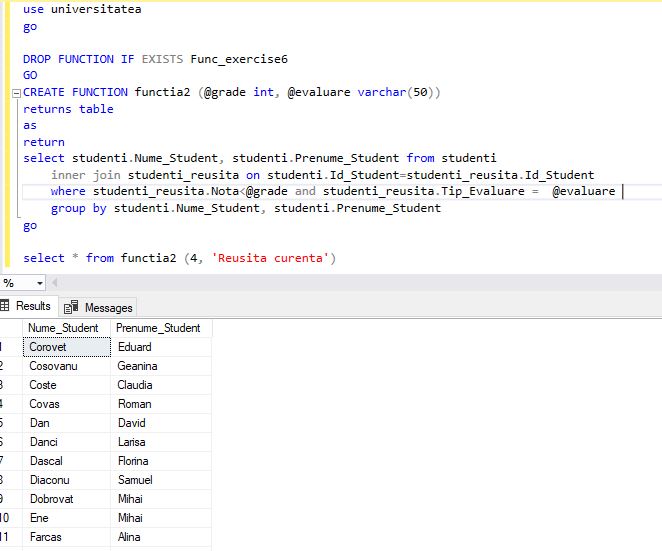 use universitatea
go
DROP FUNCTION IF EXISTS Func_exercise6
GO
CREATE FUNCTION functia2 (@grade int, @evaluare varchar(50))
returns table
as
return
select studenti.Nume_Student, studenti.Prenume_Student from studenti
inner join studenti_reusita on studenti.Id_Student=studenti_reusita.Id_Student
where studenti_reusita.Nota<@grade and studenti_reusita.Tip_Evaluare =  @evaluare
group by studenti.Nume_Student, studenti.Prenume_Student
go
select * from functia2 (4, 'Reusita curenta')
%
Results Messages
Nume_Student Prenume_Student
1 Corovet Eduard
2 Cosovanu Geanina
3 Coste Claudia
4 Covas Roman
5 Dan David
6 Danci Larisa
7 Dascal Florina
8 Diaconu Samuel
9 Dobrovat Mihai
10 Ene Mihai
11 Farcas Alina